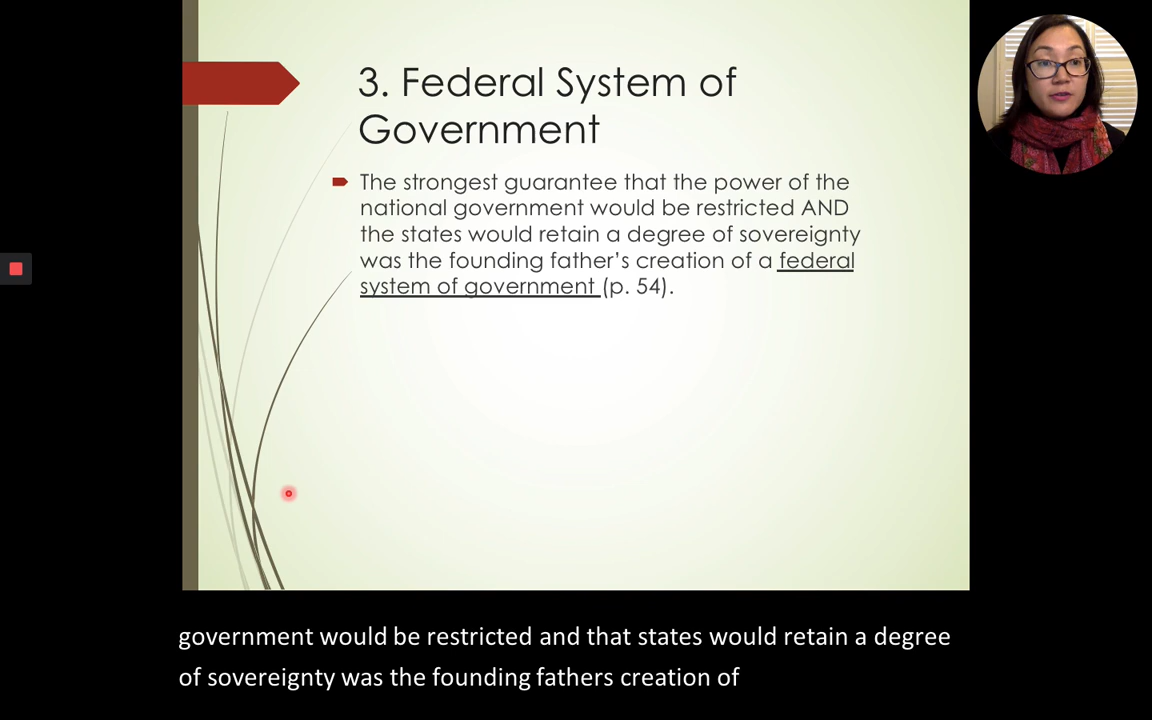 3. Federal System of
Government
The strongest guarantee that the power of the
national government would be restricted AND
the states would retain a degree of sovereignty
was the founding father’s creation of a federal
system of government (p. 54).
government would be restricted and that states would retain a degree
of sovereignty was the founding fathers creation of